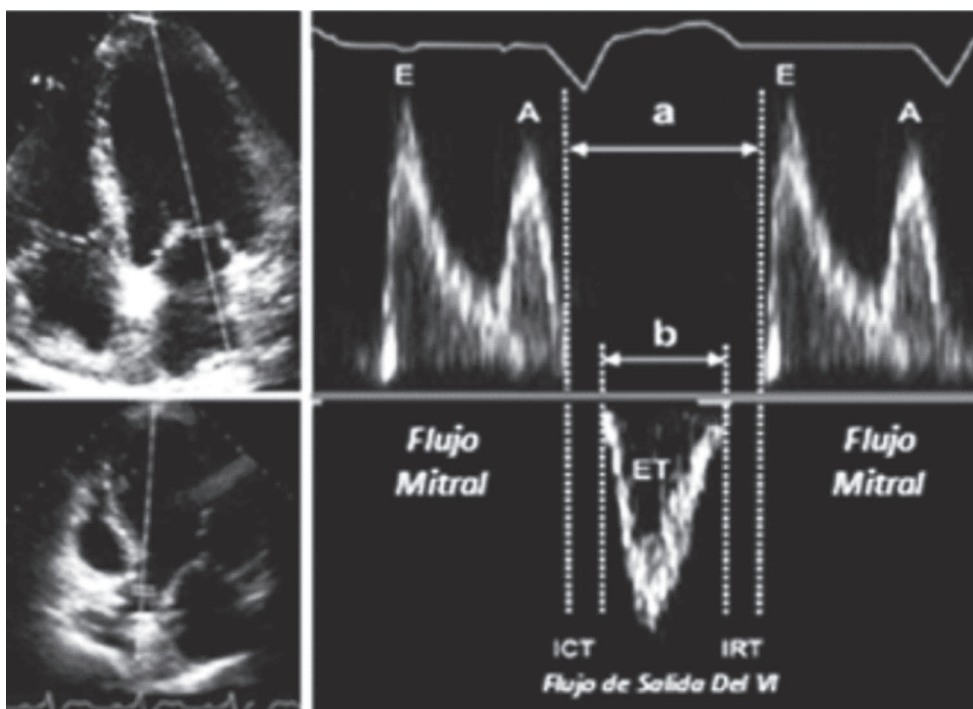 E
A
a
E
A
b
Flujo
Mitral
ET
Flujo
Mitral
ICT
IRT
Flujo de Salida Del VI